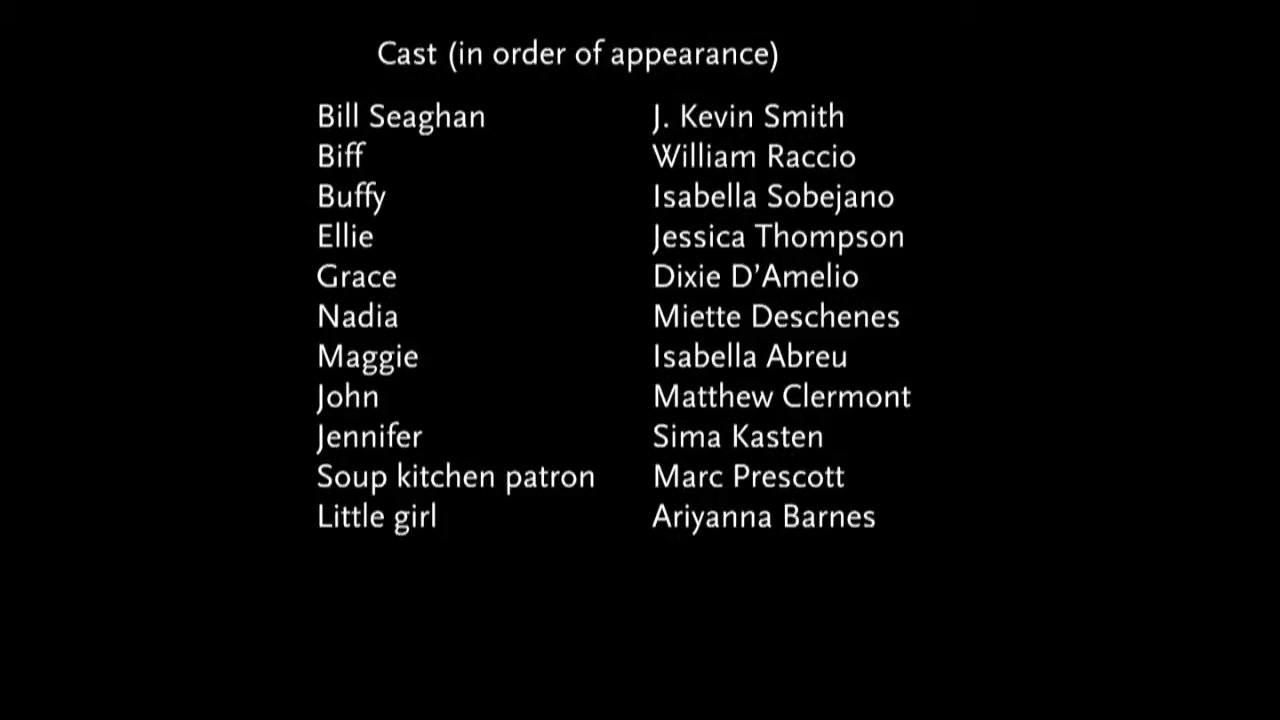 Cast (in order of appearance)
Bill Seaghan J. Kevin Smith
Biff William Raccio
Buffy Isabella Sobejano
Ellie Jessica Thompson
Grace Dixie D’Amelio
Nadia Miette Deschenes
Maggie Isabella Abreu
John Matthew Clermont
Jennifer Sima Kasten
Soup kitchen patron Marc Prescott
Little girl Ariyanna Barnes